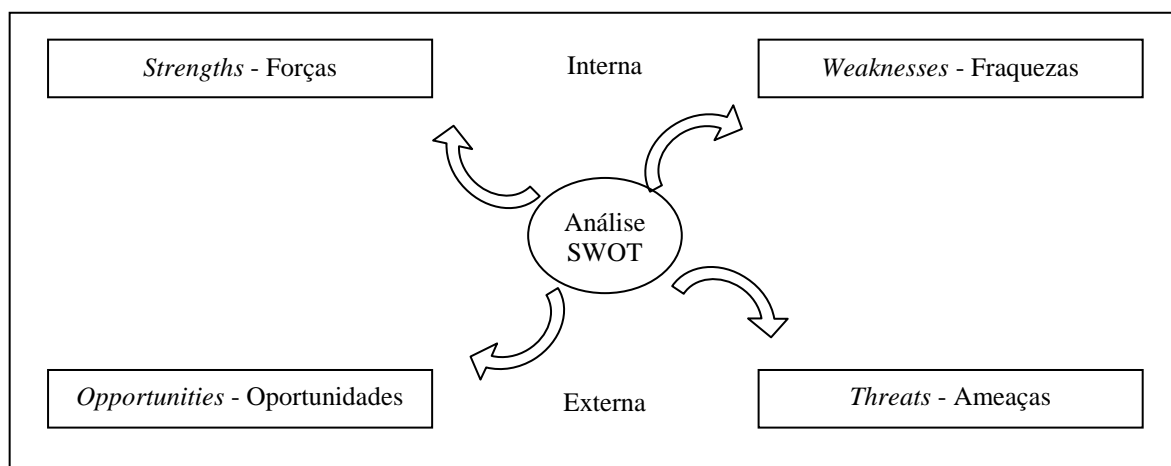 Strengths - Forças
Interna
Weaknesses - Fraquezas
Análise
SWOT
Opportunities - Oportunidades
Externa
Threats - Ameaças